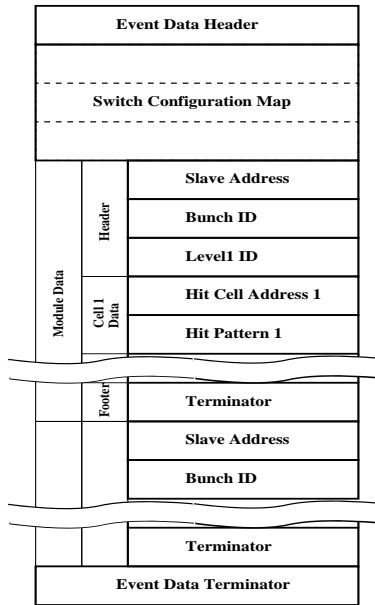 Event Data Header
Switch Configuration Map
Module Data
Header
Slave Address
Bunch ID
Level1 ID
Cell 1
Data
Hit Cell Address 1
Hit Pattern 1
Footer
Terminator
Slave Address
Bunch ID
Terminator
Event Data Terminator